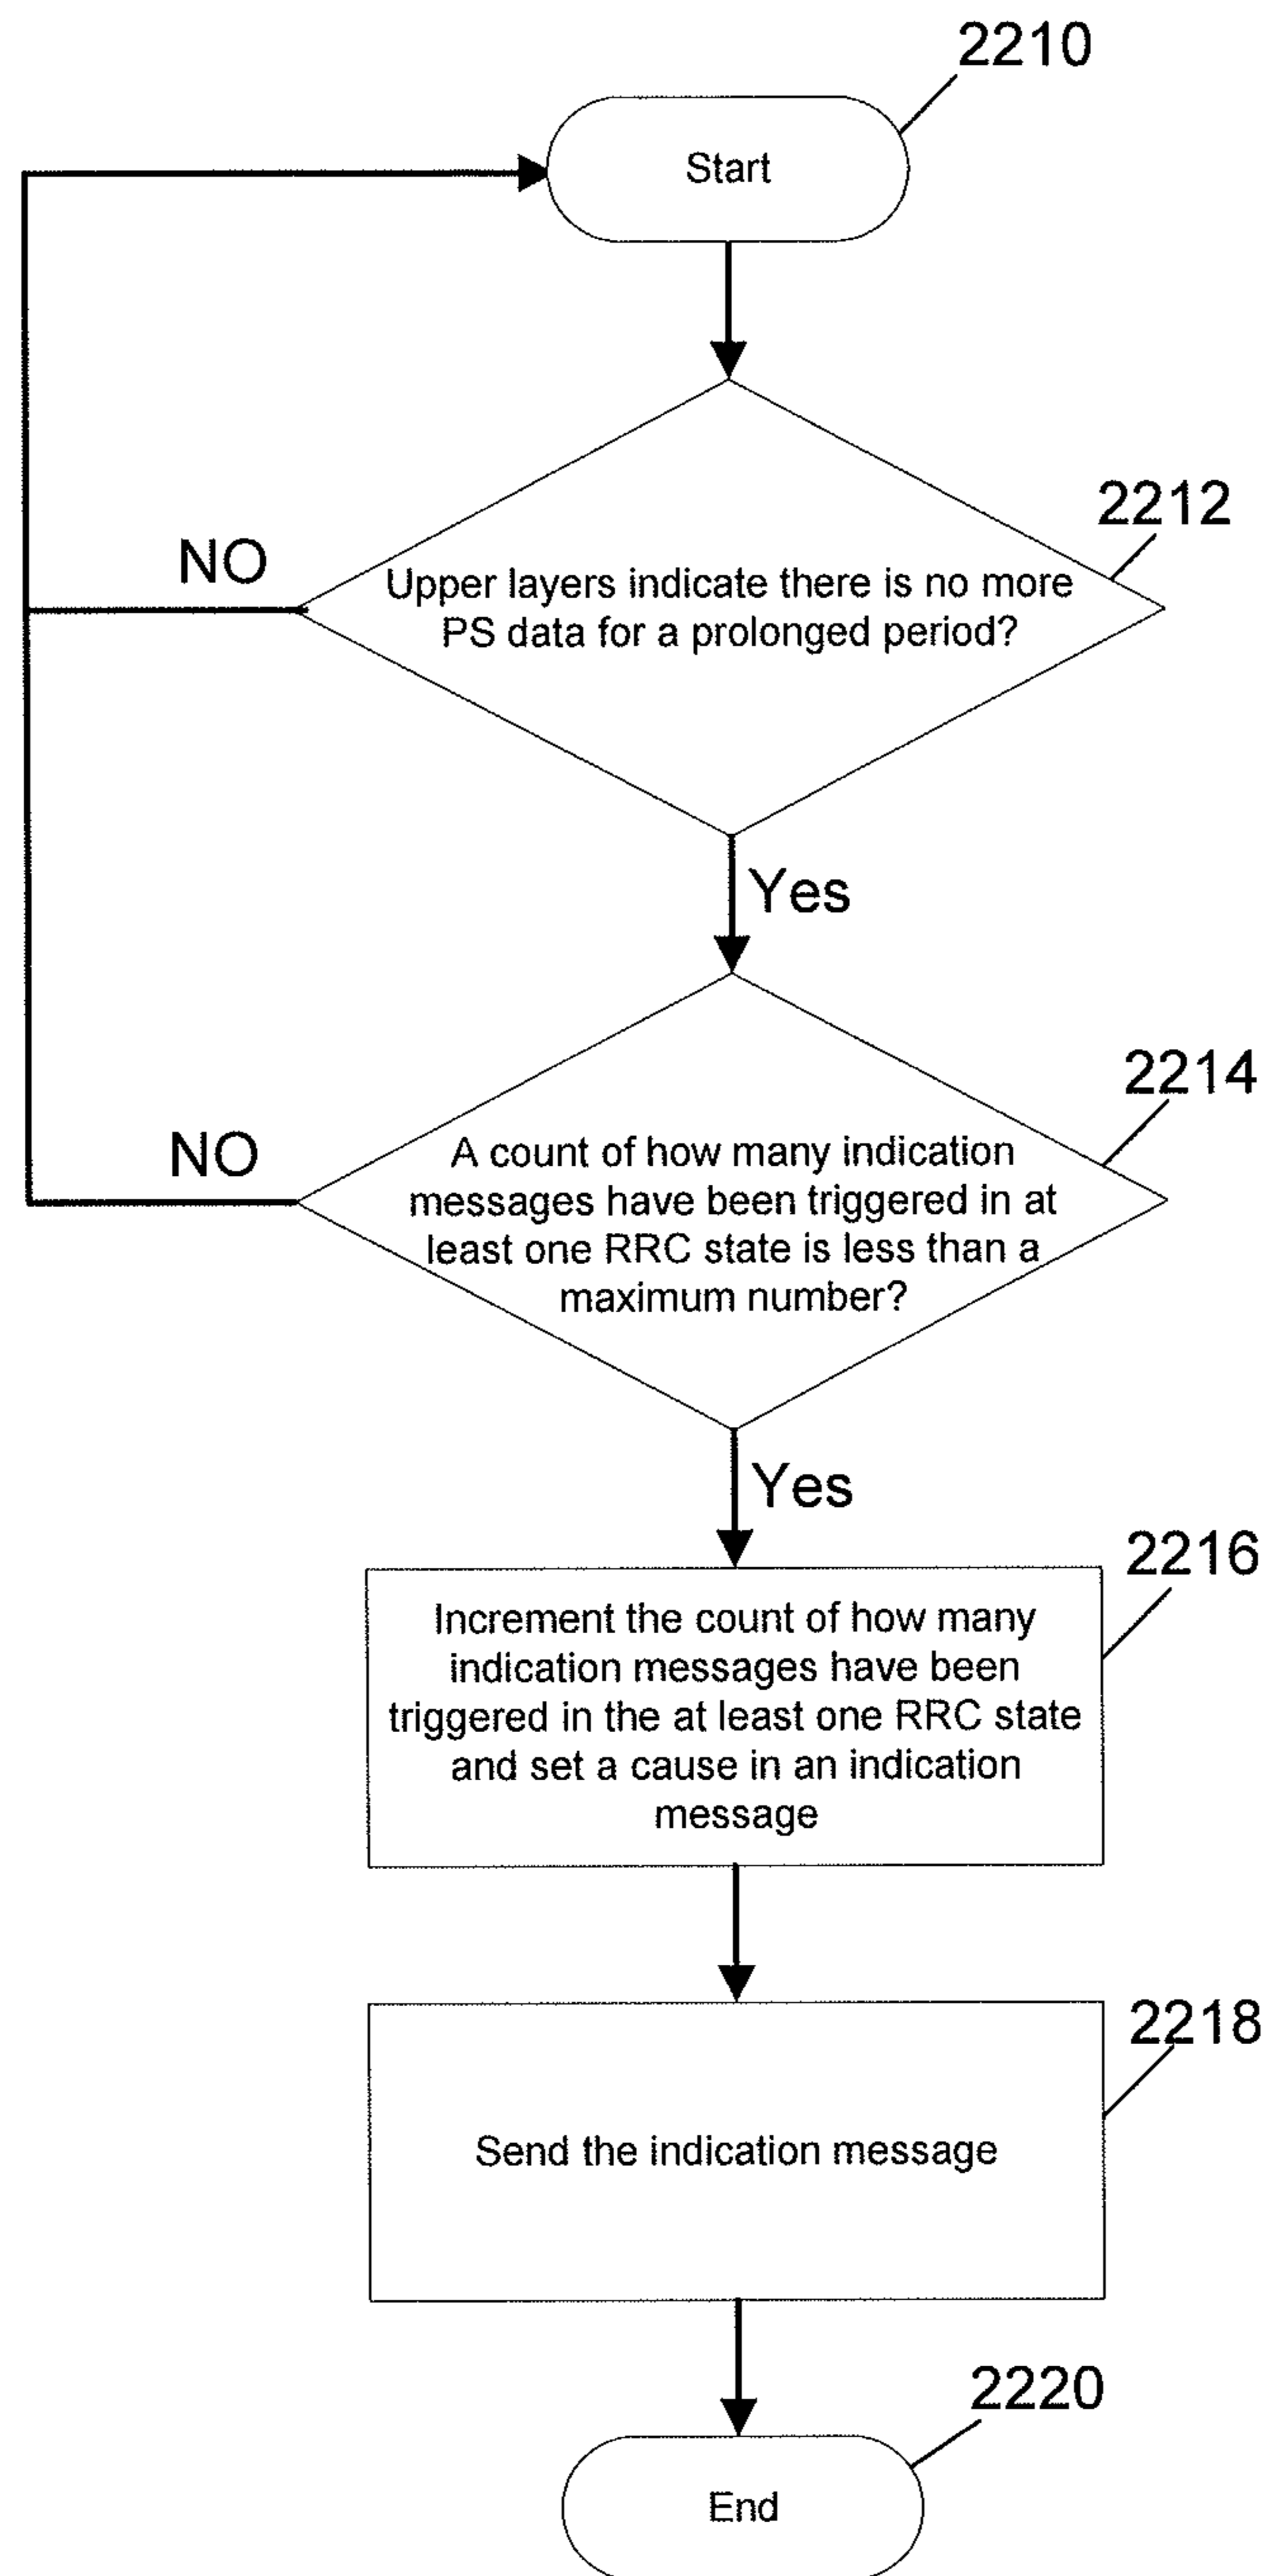 2210
Start
2212
NO
Upper layers indicate there is no more
PS data for a prolonged period?
Yes
2214
NO
A count of how many indication
messages have been triggered in at
least one RRC state is less than a
maximum number?
Yes
2216
Increment the count of how many
indication messages have been
triggered in the at least one RRC state
and set a cause in an indication
message
2218
Send the indication message
2220
End